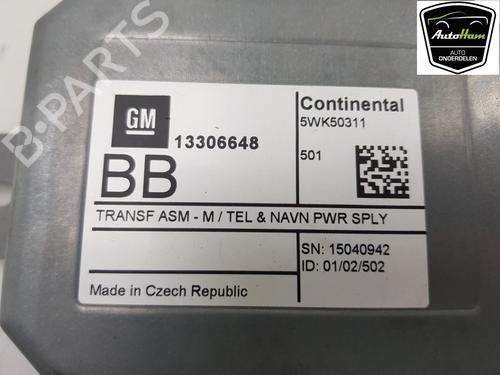 AutoHam
AUTO
ONDERDELEN
B-PARTS
GM
13306648
BB
Continental
5WK50311
501
TRANSF ASM - M / TEL & NAVN PWR SPLY
SN: 15040942
ID: 01/02/502
Made in Czech Republic